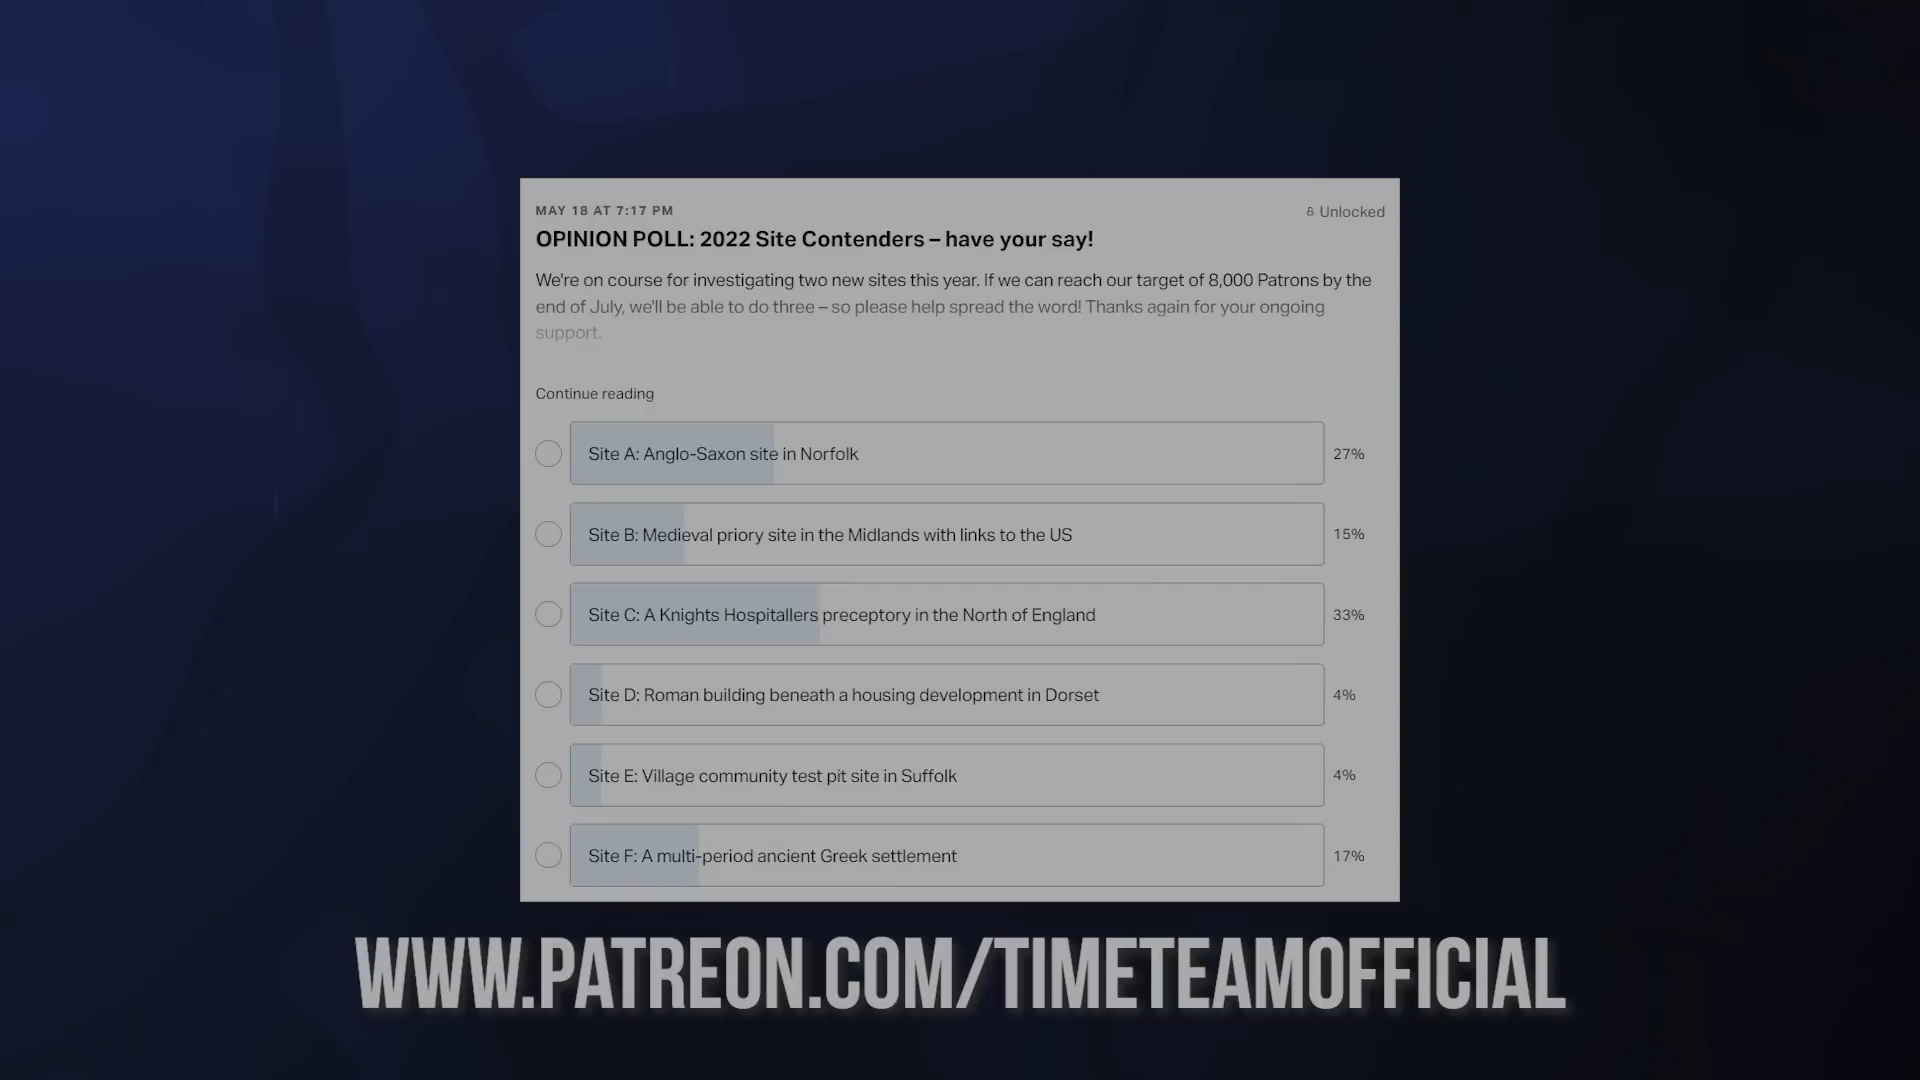 MAY 18 AT 7:17 PM
Unlocked
OPINION POLL: 2022 Site Contenders – have your say!
We're on course for investigating two new sites this year. If we can reach our target of 8,000 Patrons by the
end of July, we'll be able to do three – so please help spread the word! Thanks again for your ongoing
support.
Continue reading
Site A: Anglo-Saxon site in Norfolk 27%
Site B: Medieval priory site in the Midlands with links to the US 15%
Site C: A Knights Hospitallers preceptory in the North of England 33%
Site D: Roman building beneath a housing development in Dorset 4%
Site E: Village community test pit site in Suffolk 4%
Site F: A multi-period ancient Greek settlement 17%
WWW.PATREON.COM/TIMETEAMOFFICIAL